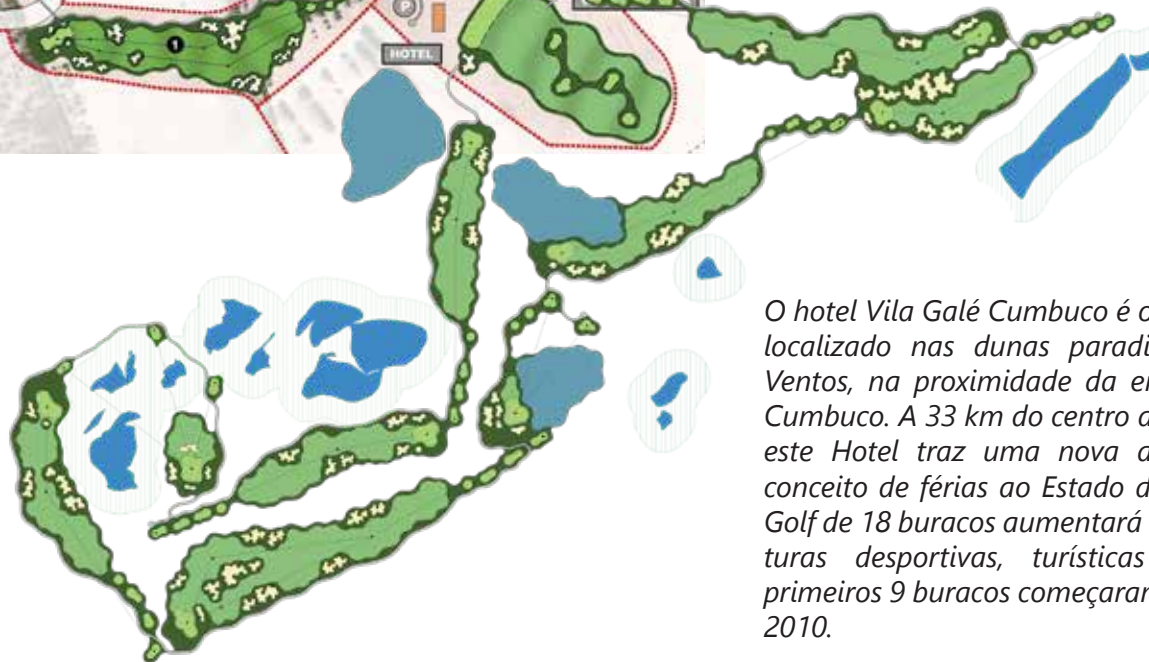 P
1
HOTEL
O hotel Vila Galé Cumbuco é o
localizado nas dunas paradi
Ventos, na proximidade da e
Cumbuco. A 33 km do centro d
este Hotel traz uma nova a
conceito de férias ao Estado d
Golf de 18 buracos aumentará
turas desportivas, turísticas
primeiros 9 buracos começara
2010.